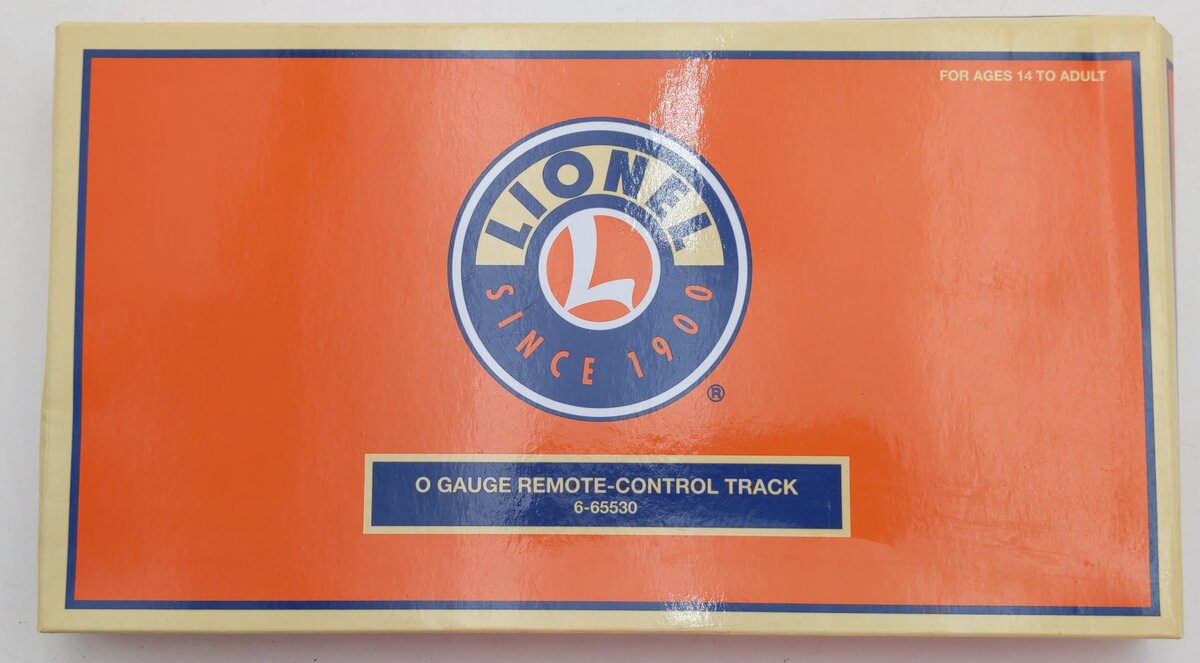 FOR AGES 14 TO ADULT
LIONEL
L
SINCE 1900
®
O GAUGE REMOTE-CONTROL TRACK
6-65530